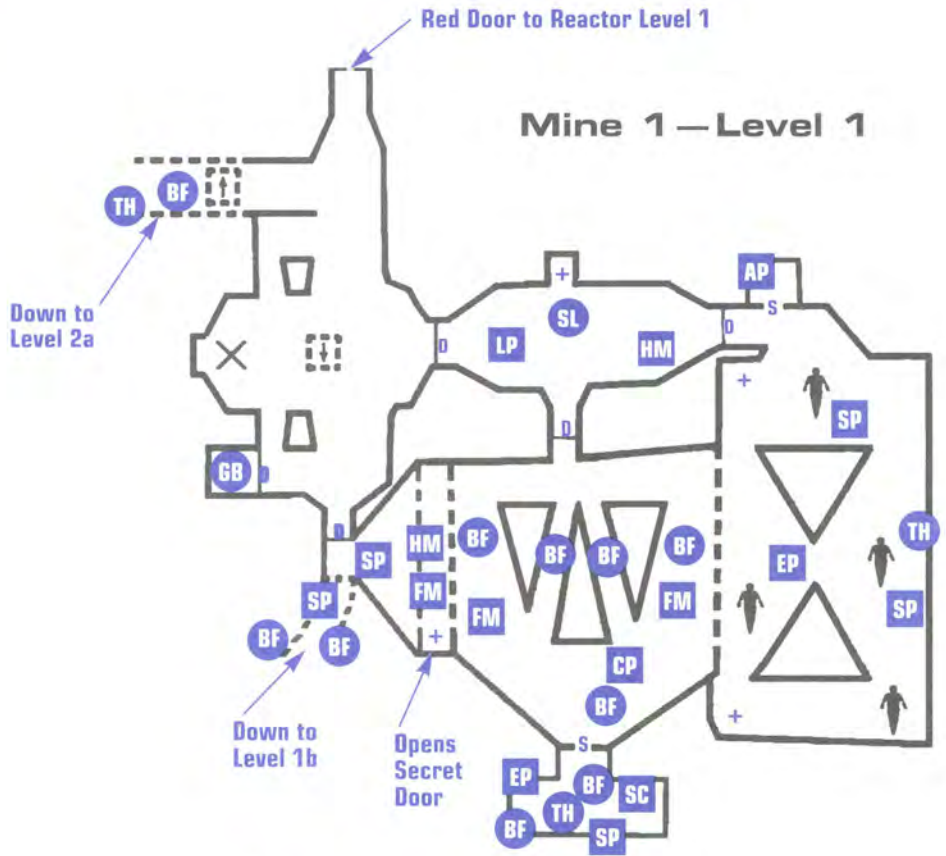 Red Door to Reactor Level 1
Mine 1 — Level 1
BF
TH
AP
S
Down to
Level 2a
+
SL
D
D
LP
HM
+
SP
D
GB
D
D
HM
BF
BF
BF
BF
TH
EP
SP
FM
FM
FM
SP
SP
BF
BF
+
CP
BF
+
Down to
Level 1b
Opens
Secret
Door
S
EP
BF
SC
TH
BF
SP